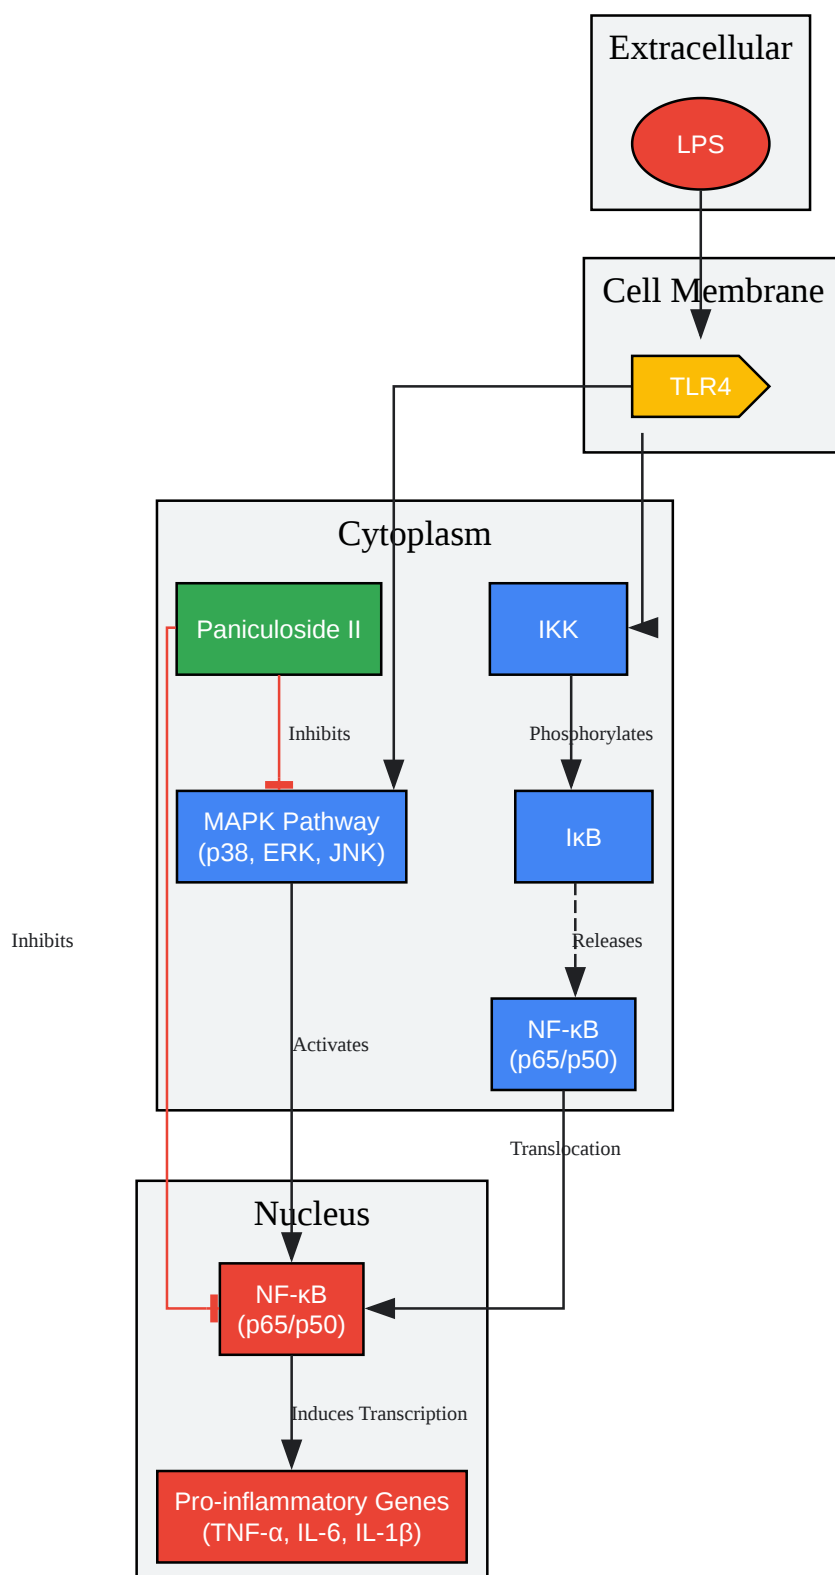 Extracellular
LPS
Cell Membrane
TLR4
Cytoplasm
Paniculoside II
IKK
Inhibits
Phosphorylates
MAPK Pathway
(p38, ERK, JNK)
IκB
Inhibits
Releases
NF-κB
(p65/p50)
Activates
Translocation
Nucleus
NF-κB
(p65/p50)
Induces Transcription
Pro-inflammatory Genes
(TNF-α, IL-6, IL-1β)